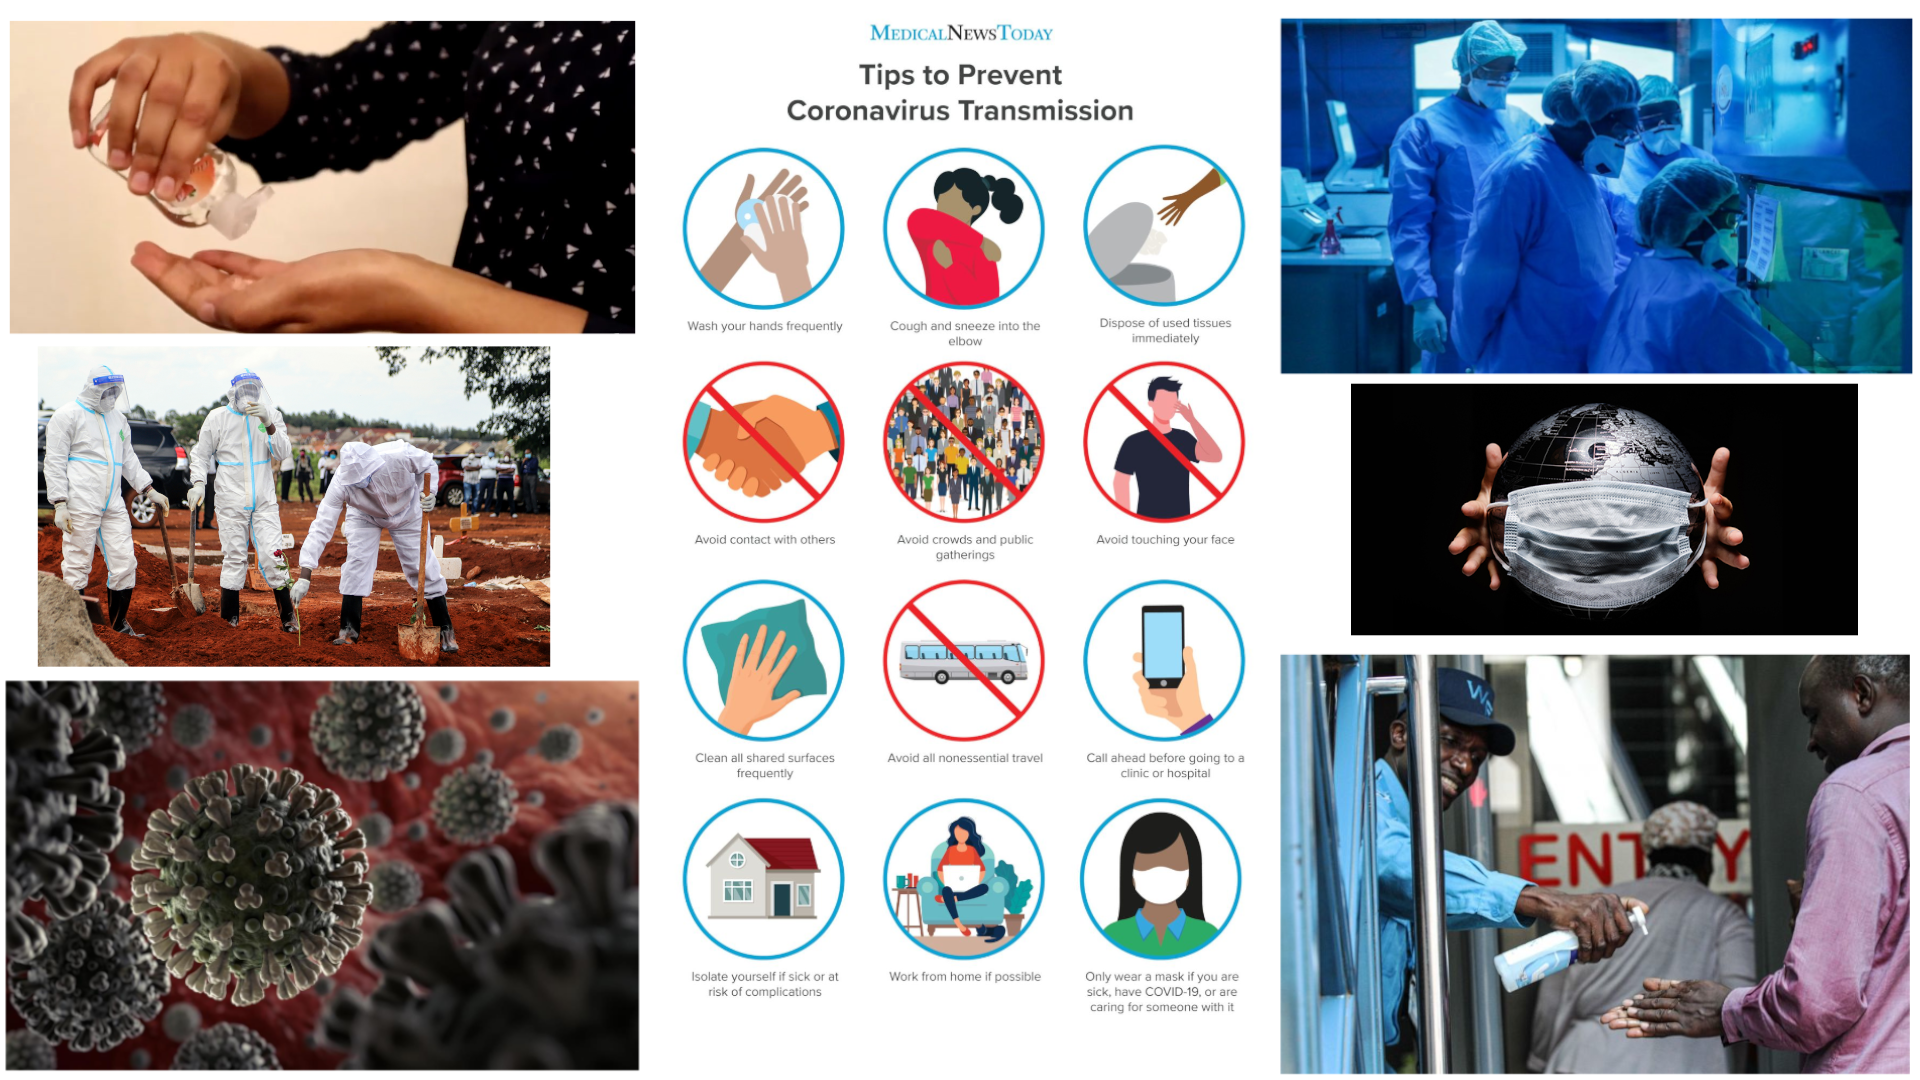 MEDICALNEWSTODAY
Tips to Prevent
Coronavirus Transmission
Wash your hands frequently
Cough and sneeze into the
elbow
Dispose of used tissues
immediately
Avoid contact with others
Avoid crowds and public
gatherings
Avoid touching your face
Clean all shared surfaces
frequently
Avoid all nonessential travel
Call ahead before going to a
clinic or hospital
Isolate yourself if sick or at
risk of complications
Work from home if possible
Only wear a mask if you are
sick, have COVID-19, or are
caring for someone with it